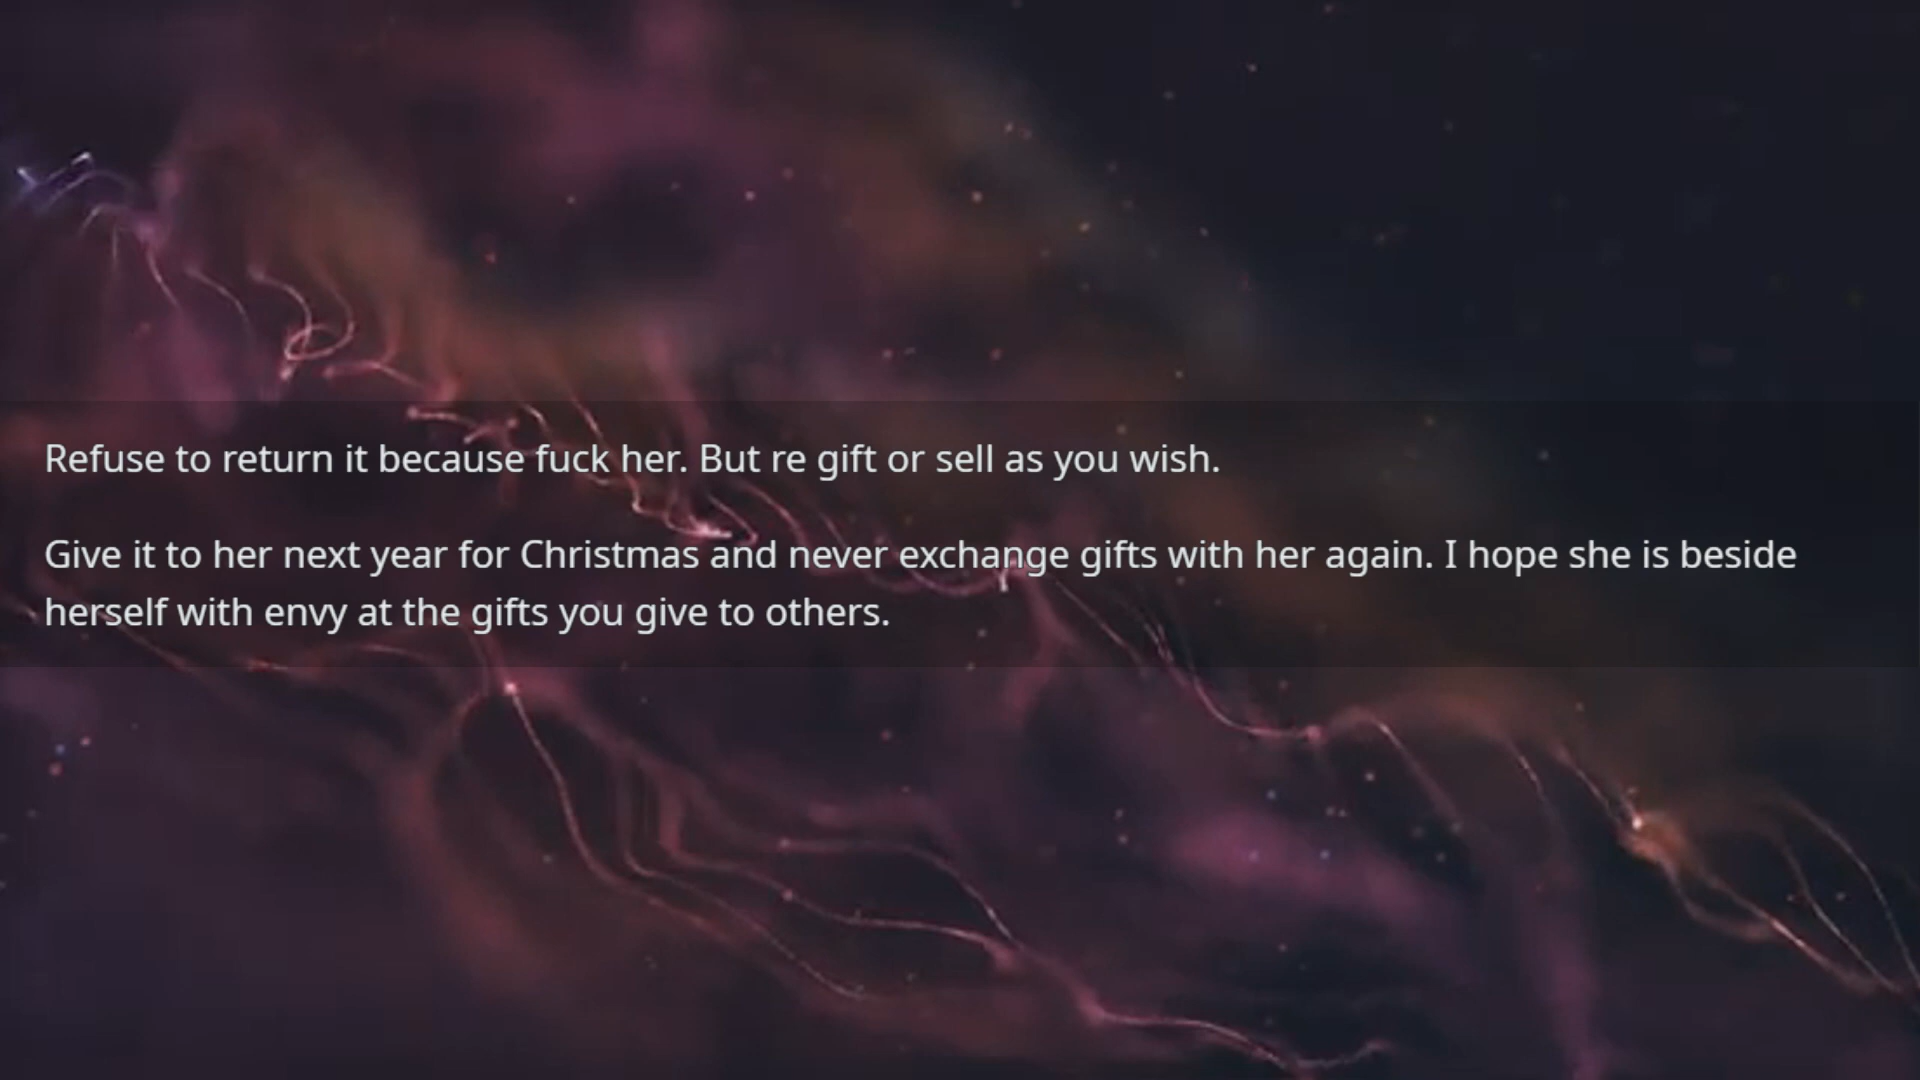 Refuse to return it because fuck her. But re gift or sell as you wish.
Give it to her next year for Christmas and never exchange gifts with her again. I hope she is beside
herself with envy at the gifts you give to others.